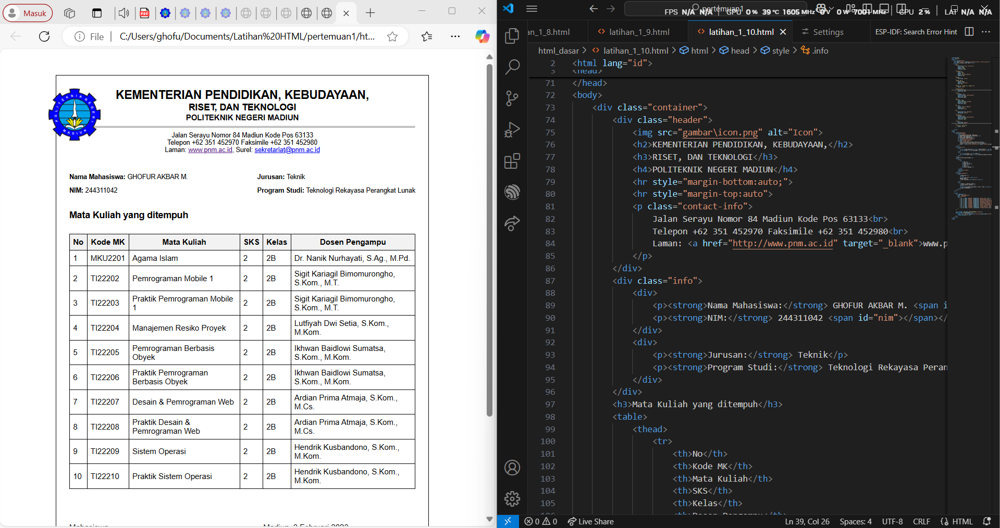 Masuk
File
C:/Users/ghofu/Documents/Latihan%20HTML/pertemuan1/ht...
POLITEKNIK NEGERI
MADIUN
KEMENTERIAN PENDIDIKAN, KEBUDAYAAN,
RISET, DAN TEKNOLOGI
POLITEKNIK NEGERI MADIUN
Jalan Serayu Nomor 84 Madiun Kode Pos 63133
Telepon +62 351 452970 Faksimile +62 351 452980
Laman: www.pnm.ac.id, Surel: sekretariat@pnm.ac.id
Nama Mahasiswa: GHOFUR AKBAR M.
NIM: 244311042
Jurusan: Teknik
Program Studi: Teknologi Rekayasa Perangkat Lunak
Mata Kuliah yang ditempuh
No Kode MK Mata Kuliah SKS Kelas Dosen Pengampu
1 MKU2201 Agama Islam 2 2B Dr. Nanik Nurhayati, S.Ag., M.Pd.
2 TI22202 Pemrograman Mobile 1 2 2B Sigit Kariagil Bimomurongho,
S.Kom., M.T.
3 TI22203 Praktik Pemrograman Mobile
1 2 2B Sigit Kariagil Bimomurongho,
S.Kom., M.T.
4 TI22204 Manajemen Resiko Proyek 2 2B Lutfiyah Dwi Setia, S.Kom.,
M.Kom.
5 TI22205 Pemrograman Berbasis
Obyek 2 2B Ikhwan Baidlowi Sumatsa,
S.Kom., M.Kom.
6 TI22206 Praktik Pemrograman
Berbasis Obyek 2 2B Ikhwan Baidlowi Sumatsa,
S.Kom., M.Kom.
7 TI22207 Desain & Pemrograman Web 2 2B Ardian Prima Atmaja, S.Kom.,
M.Cs.
8 TI22208 Praktik Desain &
Pemrograman Web 2 2B Ardian Prima Atmaja, S.Kom.,
M.Cs.
9 TI22209 Sistem Operasi 2 2B Hendrik Kusbandono, S.Kom.,
M.Kom.
10 TI22210 Praktik Sistem Operasi 2 2B Hendrik Kusbandono, S.Kom.,
M.Kom.
pertemuan1
FPS N/A N/A GPU 0 % 39 °C 1605 MHz 0 V 0 W 7001 MHz CPU 2 % LAT N/A N/A
an_1_8.html latihan_1_9.html latihan_1_10.html Settings ESP-IDF: Search Error Hint
html_dasar > latihan_1_10.html > html > head > style > .info
2 <html lang="id">
3 <head>
71 </head>
72 <body>
73 <div class="container">
74 <div class="header">
75 <img src="gambar\icon.png" alt="Icon">
76 <h2>KEMENTERIAN PENDIDIKAN, KEBUDAYAAN,</h2>
77 <h3>RISET, DAN TEKNOLOGI</h3>
78 <h4>POLITEKNIK NEGERI MADIUN</h4>
79 <hr style="margin-bottom:auto;">
80 <hr style="margin-top:auto">
81 <p class="contact-info">
82 Jalan Serayu Nomor 84 Madiun Kode Pos 63133<br>
83 Telepon +62 351 452970 Faksimile +62 351 452980<br>
84 Laman: <a href="http://www.pnm.ac.id" target="_blank">www.p
85 </p>
86 </div>
87 <div class="info">
88 <div>
89 <p><strong>Nama Mahasiswa:</strong> GHOFUR AKBAR M. <span i
90 <p><strong>NIM:</strong> 244311042 <span id="nim"></span></
91 </div>
92 <div>
93 <p><strong>Jurusan:</strong> Teknik</p>
94 <p><strong>Program Studi:</strong> Teknologi Rekayasa Peran
95 </div>
96 </div>
97 <h3>Mata Kuliah yang ditempuh</h3>
98 <table>
99 <thead>
100 <tr>
101 <th>No</th>
102 <th>Kode MK</th>
103 <th>Mata Kuliah</th>
104 <th>SKS</th>
105 <th>Kelas</th>
0 0 Live Share Ln 39, Col 26 Spaces: 4 UTF-8 CRLF HTML